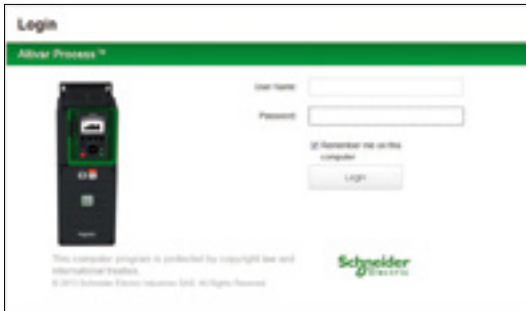 Login
Altivar Process™
User Name:
Password:
Remember me on this
computer
Login
This computer program is protected by copyright law and
international treaties.
© 2013 Schneider Electric Industries SAS. All Rights Reserved.
Schneider
Electric